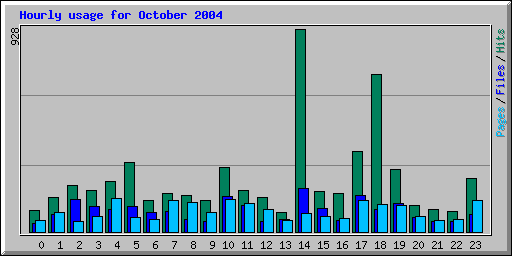 Hourly usage for October 2004
928
Pages / Files / Hits
0 1 2 3 4 5 6 7 8 9 10 11 12 13 14 15 16 17 18 19 20 21 22 23